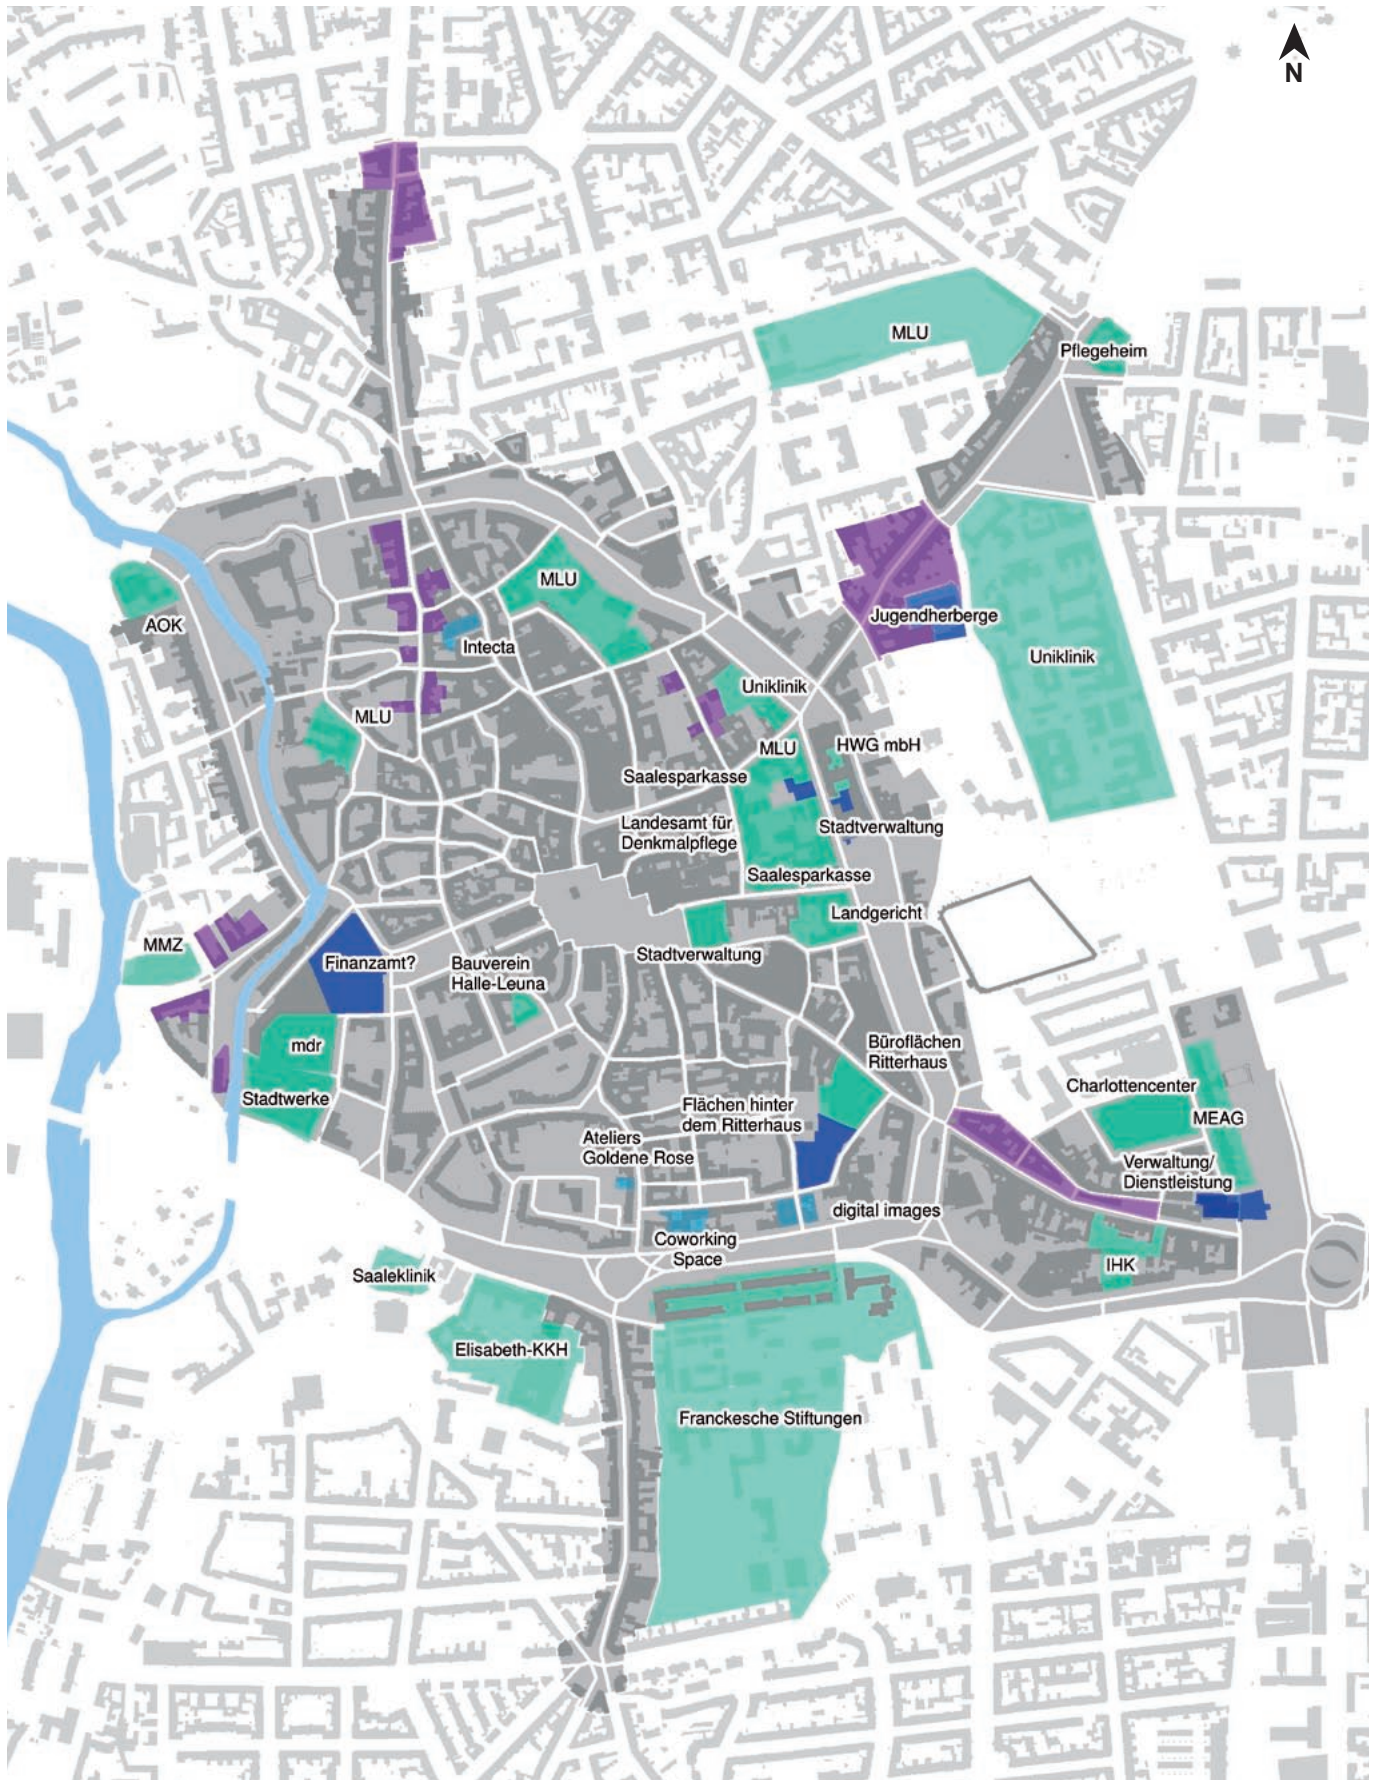 N
MLU
Pflegeheim
MLU
AOK
Jugendherberge
Intecta
Uniklinik
Uniklinik
MLU
HWG mbH
MLU
Saalesparkasse
Landesamt für
Denkmalpflege
Stadtverwaltung
Saalesparkasse
Landgericht
MMZ
Stadtverwaltung
Finanzamt?
Bauverein
Halle-Leuna
mdr
Büroflächen
Ritterhaus
Stadtwerke
Charlottencenter
Flächen hinter
dem Ritterhaus
MEAG
Ateliers
Goldene Rose
Verwaltung/
Dienstleistung
digital images
Coworking
Space
IHK
Saaleklinik
Elisabeth-KKH
Franckesche Stiftungen